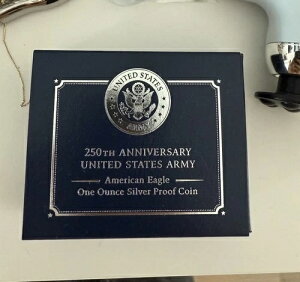 UNITED STATES
ARMY
250TH ANNIVERSARY
UNITED STATES ARMY
American Eagle
One Ounce Silver Proof Coin